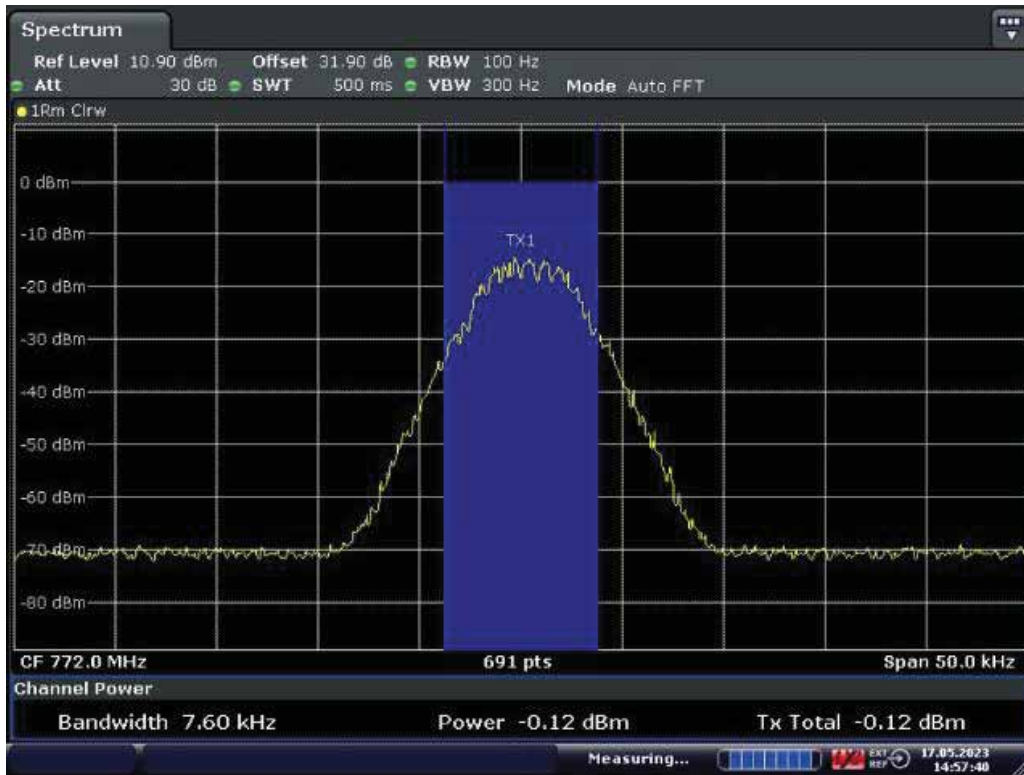 Spectrum
Ref Level 10.90 dBm Offset 31.90 dB RBW 100 Hz
Att 30 dB SWT 500 ms VBW 300 Hz Mode Auto FFT
1Rm Clrw
0 dBm
-10 dBm
TX1
-20 dBm
-30 dBm
-40 dBm
-50 dBm
-60 dBm
-70 dBm
-80 dBm
CF 772.0 MHz 691 pts Span 50.0 kHz
Channel Power
Bandwidth 7.60 kHz Power -0.12 dBm Tx Total -0.12 dBm
Measuring... EXT REF 17.05.2023
14:57:40